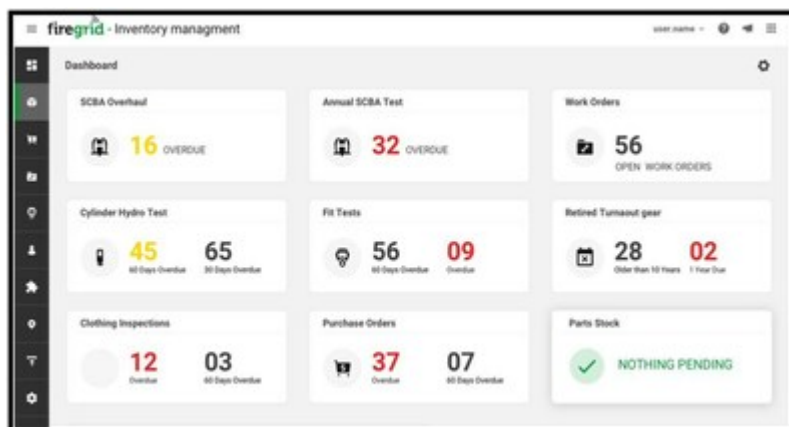 firegrid - Inventory managment
user.name
Dashboard
SCBA Overhaul
16 OVERDUE
Annual SCBA Test
32 OVERDUE
Work Orders
56
OPEN WORK ORDERS
Cylinder Hydro Test
45
60 Days Overdue
65
30 Days Overdue
Fit Tests
56
60 Days Overdue
09
Overdue
Retired Turnaout gear
28
Older than 10 Years
02
1 Year Due
Clothing Inspections
12
Overdue
03
60 Days Overdue
Purchase Orders
37
Overdue
07
60 Days Overdue
Parts Stock
NOTHING PENDING